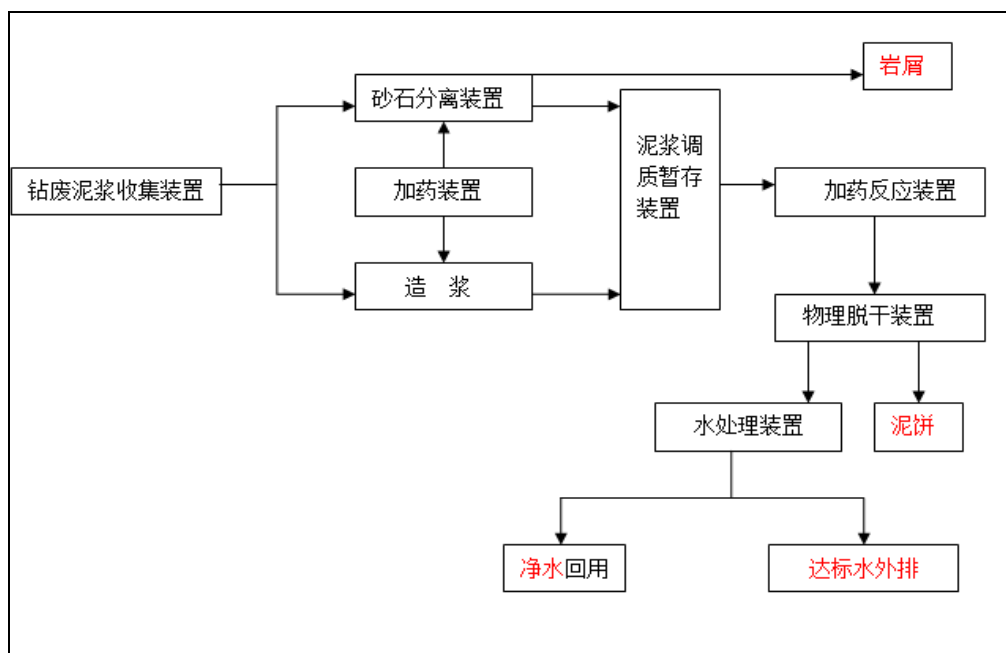 岩屑
砂石分离装置
泥浆调
质暂存
装置
钻废泥浆收集装置
加药装置
加药反应装置
造 浆
物理脱干装置
水处理装置
泥饼
净水回用
达标水外排